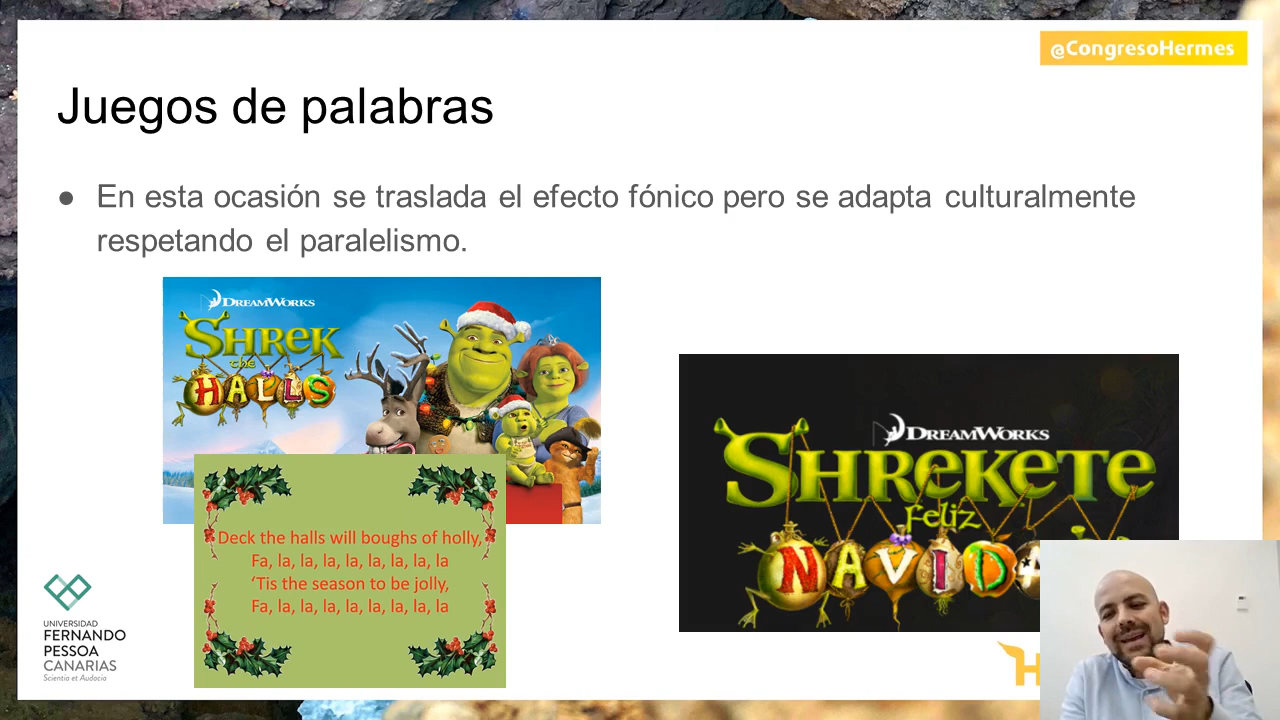 @CongresoHermes
Juegos de palabras
● En esta ocasión se traslada el efecto fónico pero se adapta culturalmente
respetando el paralelismo.
DREAMWORKS
SHREK
the
HALLS
Deck the halls will boughs of holly,
Fa, la, la, la, la, la, la, la, la
‘Tis the season to be jolly,
Fa, la, la, la, la, la, la, la, la
DREAMWORKS
SHREKETE
Feliz
NAVID
UNIVERSIDAD
FERNANDO
PESSOA
CANARIAS
Scientia et Audacia
H